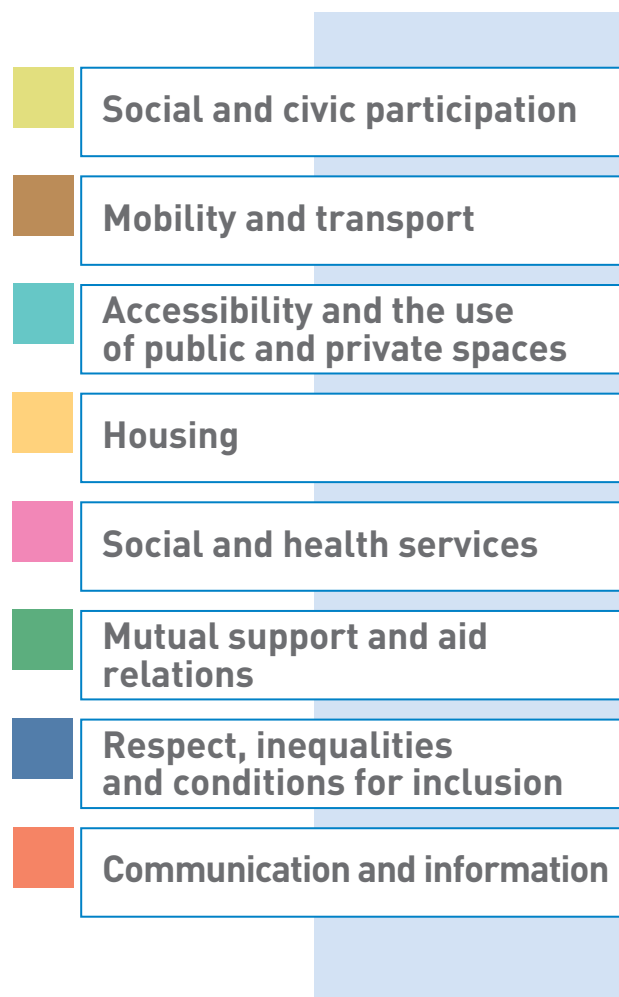 Social and civic participation
Mobility and transport
Accessibility and the use
of public and private spaces
Housing
Social and health services
Mutual support and aid
relations
Respect, inequalities
and conditions for inclusion
Communication and information